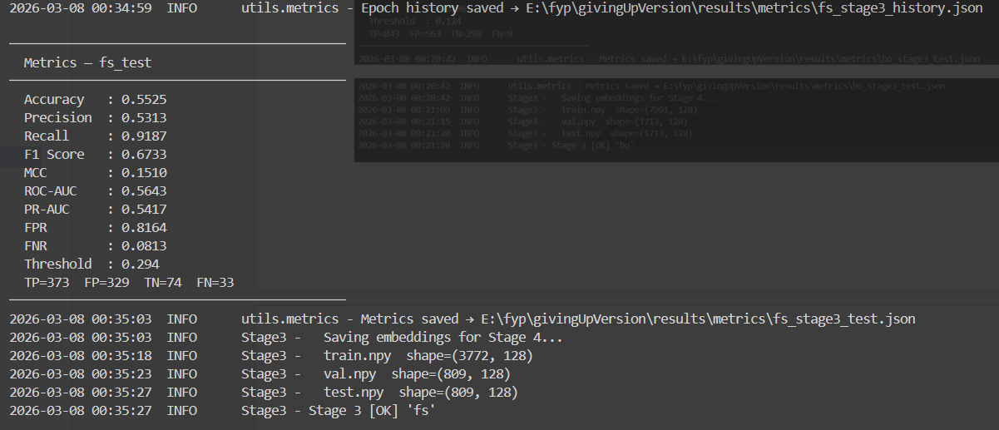 2026-03-08 00:34:59 INFO utils.metrics - Epoch history saved → E:\fyp\givingUpVersion\results\metrics\fs_stage3_history.json
Threshold : 0.124
TP=843 FP=563 TN=298 FN=9
2026-03-08 00:20:42 INFO utils.metrics - Metrics saved → E:\fyp\givingUpVersion\results\metrics\bo_stage3_test.json
2026-03-08 00:20:42 INFO utils.metrics - Metrics saved → E:\fyp\givingUpVersion\results\metrics\bo_stage3_test.json
2026-03-08 00:20:42 INFO Stage3 - Saving embeddings for Stage 4...
2026-03-08 00:21:09 INFO Stage3 - train.npy shape=(7991, 128)
2026-03-08 00:21:15 INFO Stage3 - val.npy shape=(1713, 128)
2026-03-08 00:21:20 INFO Stage3 - test.npy shape=(1713, 128)
2026-03-08 00:21:20 INFO Stage3 - Stage 3 [OK] 'bo'
Metrics — fs_test
Accuracy : 0.5525
Precision : 0.5313
Recall : 0.9187
F1 Score : 0.6733
MCC : 0.1510
ROC-AUC : 0.5643
PR-AUC : 0.5417
FPR : 0.8164
FNR : 0.0813
Threshold : 0.294
TP=373 FP=329 TN=74 FN=33
2026-03-08 00:35:03 INFO utils.metrics - Metrics saved → E:\fyp\givingUpVersion\results\metrics\fs_stage3_test.json
2026-03-08 00:35:03 INFO Stage3 - Saving embeddings for Stage 4...
2026-03-08 00:35:18 INFO Stage3 - train.npy shape=(3772, 128)
2026-03-08 00:35:23 INFO Stage3 - val.npy shape=(809, 128)
2026-03-08 00:35:27 INFO Stage3 - test.npy shape=(809, 128)
2026-03-08 00:35:27 INFO Stage3 - Stage 3 [OK] 'fs'